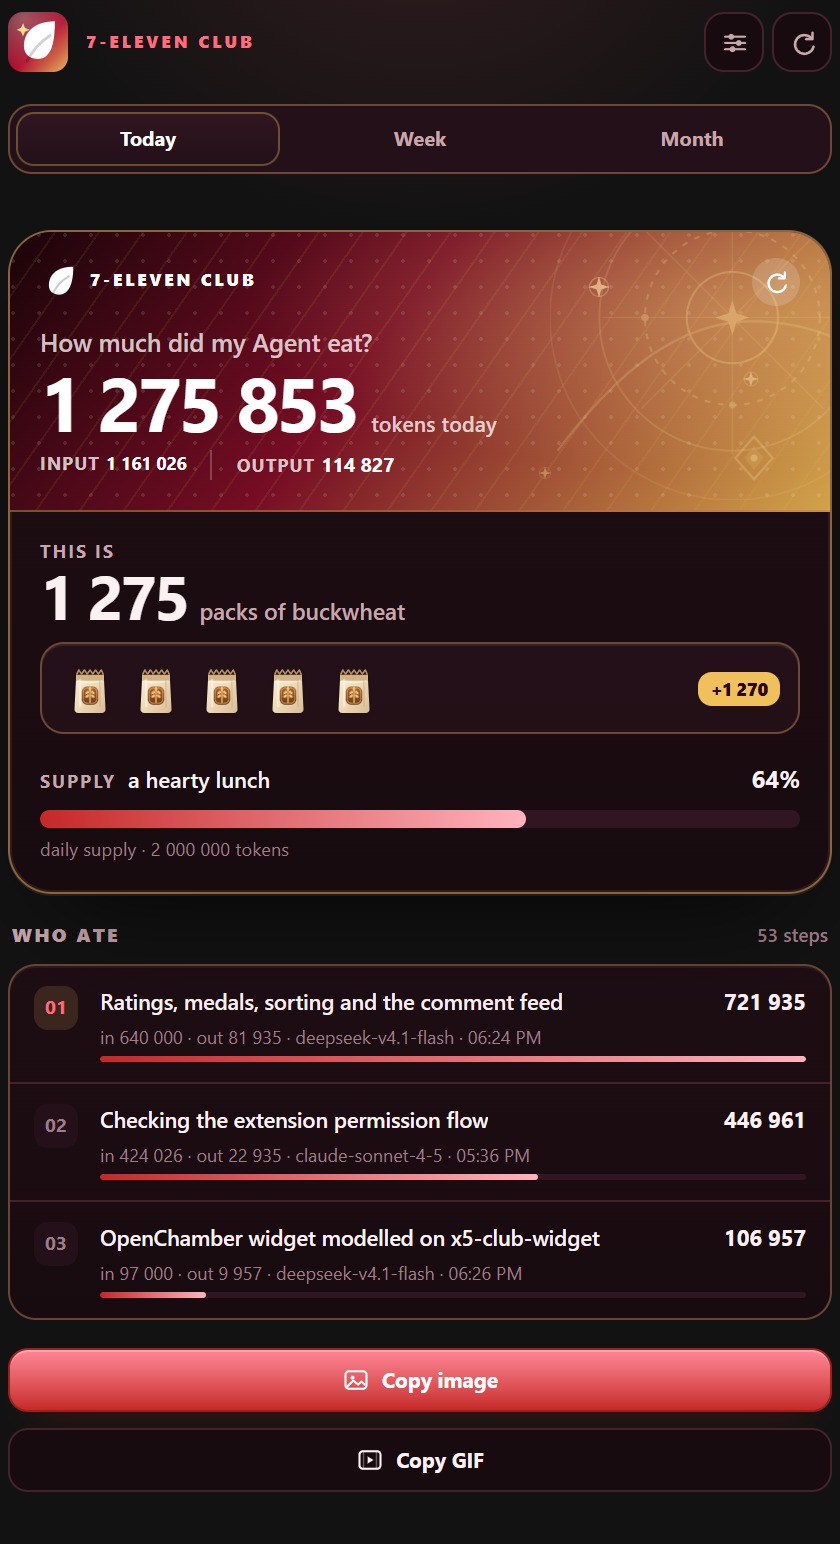 7-ELEVEN CLUB
Today Week Month
7-ELEVEN CLUB
How much did my Agent eat?
1 275 853 tokens today
INPUT 1 161 026 OUTPUT 114 827
THIS IS
1 275 packs of buckwheat
+1 270
SUPPLY a hearty lunch 64%
daily supply · 2 000 000 tokens
WHO ATE 53 steps
01 Ratings, medals, sorting and the comment feed 721 935
in 640 000 · out 81 935 · deepseek-v4.1-flash · 06:24 PM
02 Checking the extension permission flow 446 961
in 424 026 · out 22 935 · claude-sonnet-4-5 · 05:36 PM
03 OpenChamber widget modelled on x5-club-widget 106 957
in 97 000 · out 9 957 · deepseek-v4.1-flash · 06:26 PM
Copy image
Copy GIF